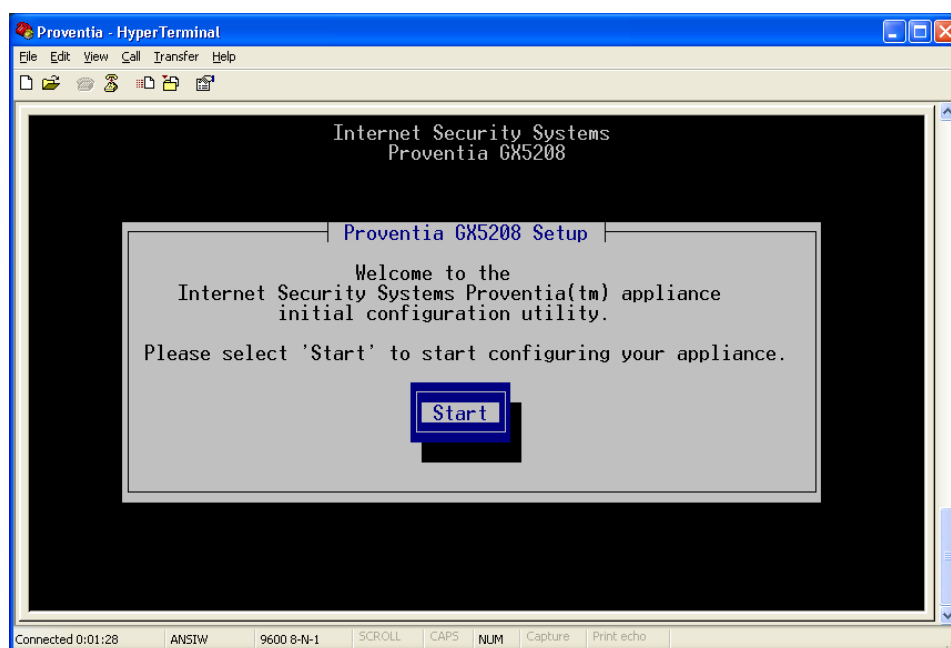 Proventia - HyperTerminal
File Edit View Call Transfer Help
Internet Security Systems
Proventia GX5208
Proventia GX5208 Setup
Welcome to the
Internet Security Systems Proventia(tm) appliance
initial configuration utility.
Please select 'Start' to start configuring your appliance.
Start
Connected 0:01:28 ANSIW 9600 8-N-1 SCROLL CAPS NUM Capture Print echo